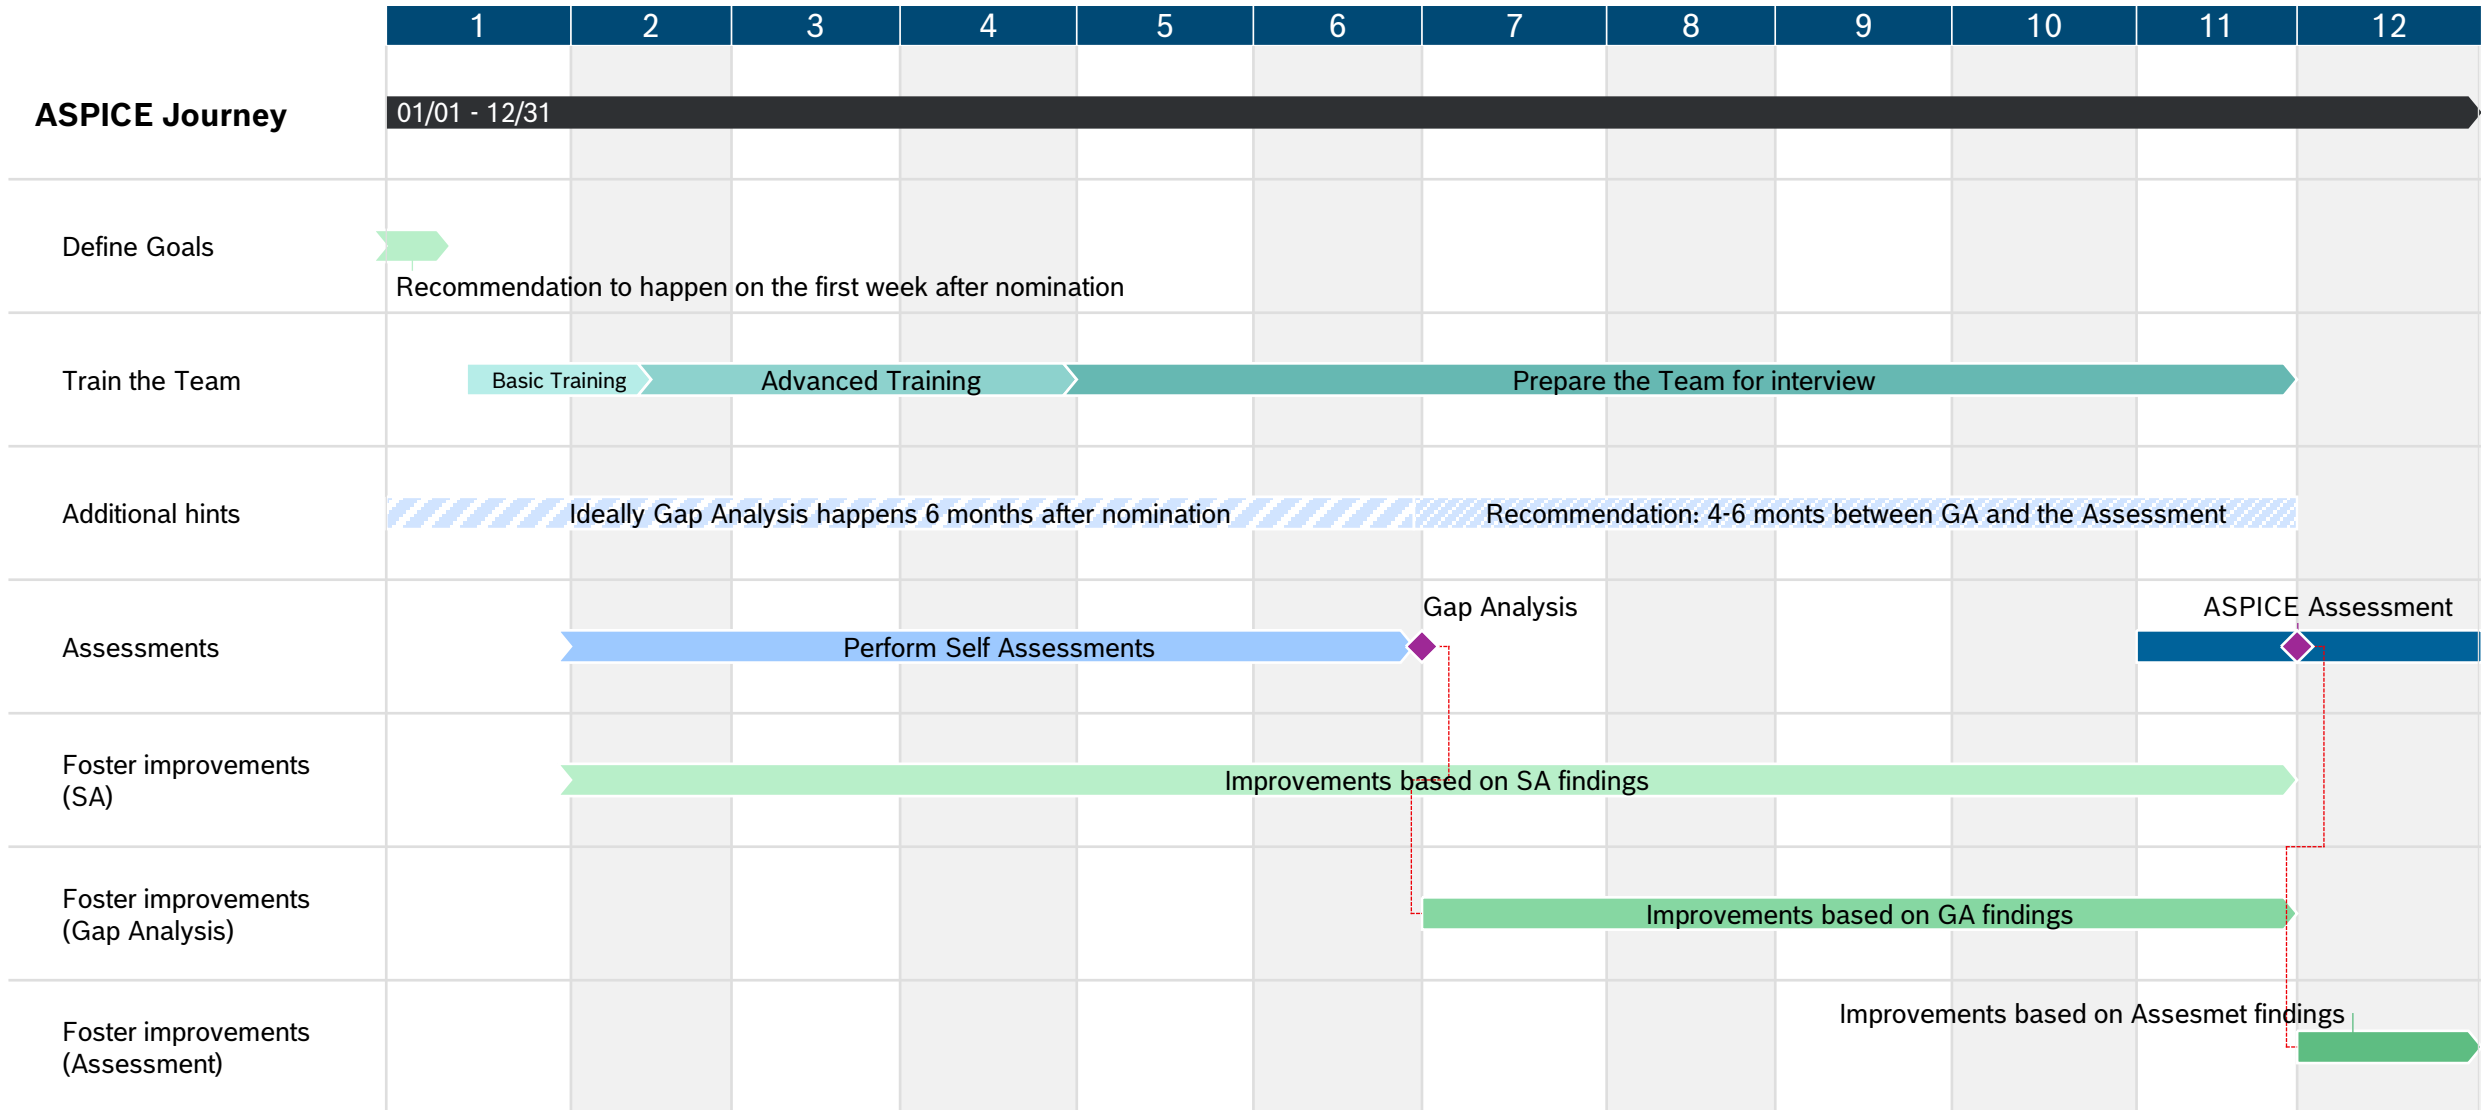 1 2 3 4 5 6 7 8 9 10 11 12
ASPICE Journey
01/01 - 12/31
Define Goals
Recommendation to happen on the first week after nomination
Train the Team
Basic Training
Advanced Training
Prepare the Team for interview
Additional hints
Ideally Gap Analysis happens 6 months after nomination
Recommendation: 4-6 monts between GA and the Assessment
Gap Analysis
ASPICE Assessment
Assessments
Perform Self Assessments
Foster improvements
(SA)
Improvements based on SA findings
Foster improvements
(Gap Analysis)
Improvements based on GA findings
Improvements based on Assesmet findings
Foster improvements
(Assessment)